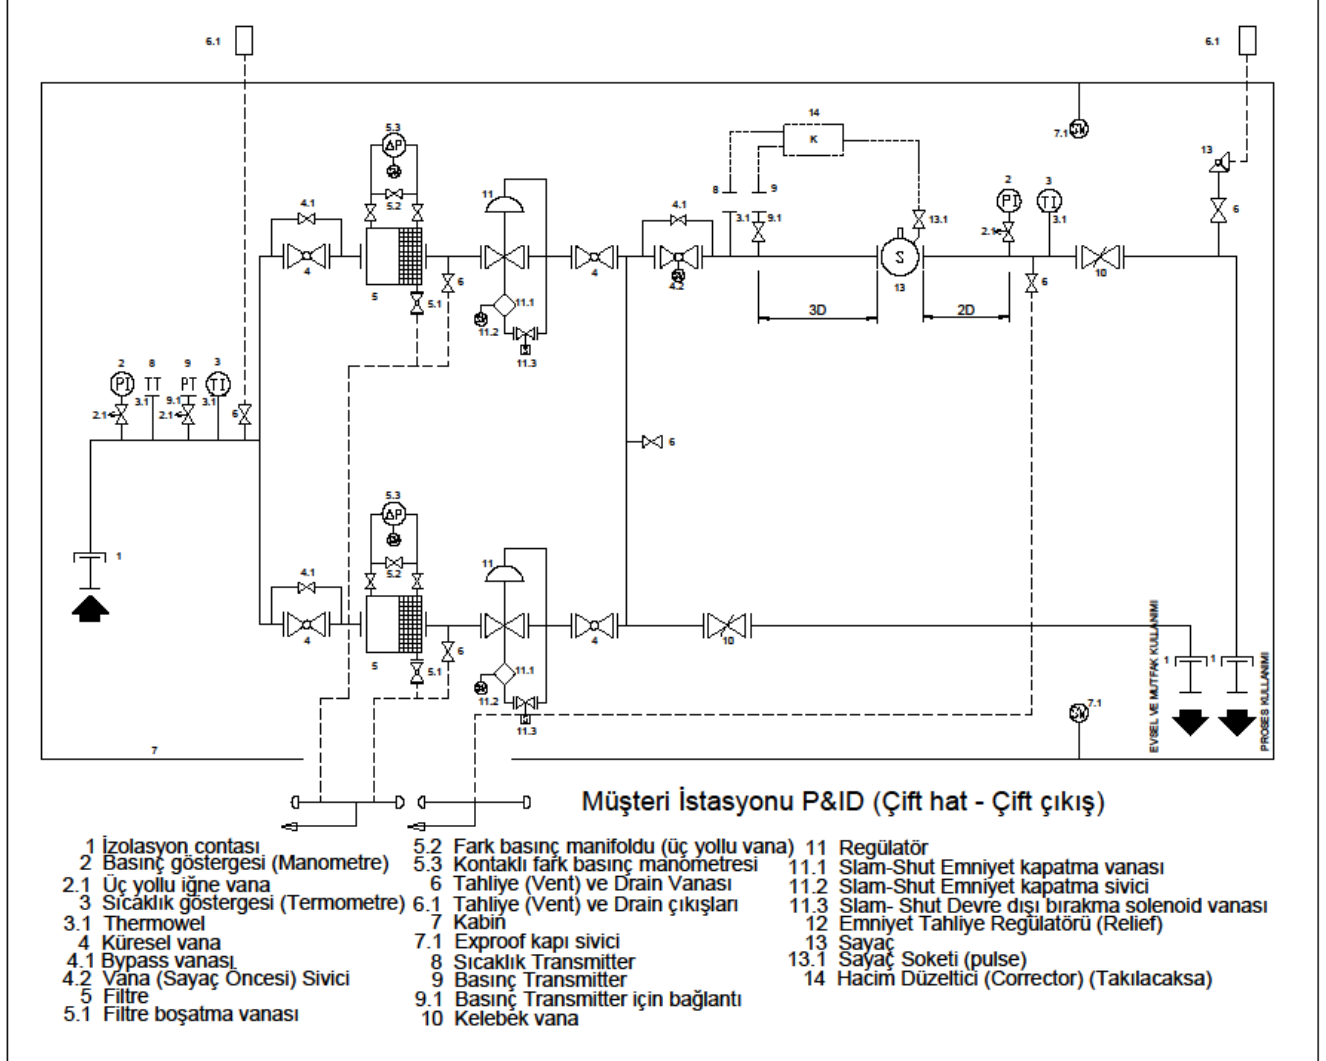 6.1
6.1
5.3
ΔP
14
K
7.1
13
11
8
9
2
PI
3
TI
4.1
5.2
4.1
3.1
9.1
13.1
2.1
3.1
6
4
5
5.1
6
11.1
11.2
11.3
4
4.2
S
13
6
10
3D
2D
2
PI
8
TT
9
PT
3
TI
2.1
3.1
9.1
2.1
3.1
6
6
1
5.3
ΔP
4.1
5.2
11
4
5
5.1
6
11.1
11.2
11.3
4
10
7.1
1
1
EVSEL VE MUTFAK KULLANIMI
PROSES KULLANIMI
7
Müşteri İstasyonu P&ID (Çift hat - Çift çıkış)
1 İzolasyon contası
2 Basınç göstergesi (Manometre)
2.1 Üç yollu iğne vana
3 Sıcaklık göstergesi (Termometre)
3.1 Thermowel
4 Küresel vana
4.1 Bypass vanası
4.2 Vana (Sayaç Öncesi) Sivici
5 Filtre
5.1 Filtre boşatma vanası
5.2 Fark basınç manifoldu (üç yollu vana)
5.3 Kontaklı fark basınç manometresi
6 Tahliye (Vent) ve Drain Vanası
6.1 Tahliye (Vent) ve Drain çıkışları
7 Kabin
7.1 Exproof kapı sivici
8 Sıcaklık Transmitter
9 Basınç Transmitter
9.1 Basınç Transmitter için bağlantı
10 Kelebek vana
11 Regülatör
11.1 Slam-Shut Emniyet kapatma vanası
11.2 Slam-Shut Emniyet kapatma sivici
11.3 Slam- Shut Devre dışı bırakma solenoid vanası
12 Emniyet Tahliye Regülatörü (Relief)
13 Sayaç
13.1 Sayaç Soketi (pulse)
14 Hacim Düzeltici (Corrector) (Takılacaksa)